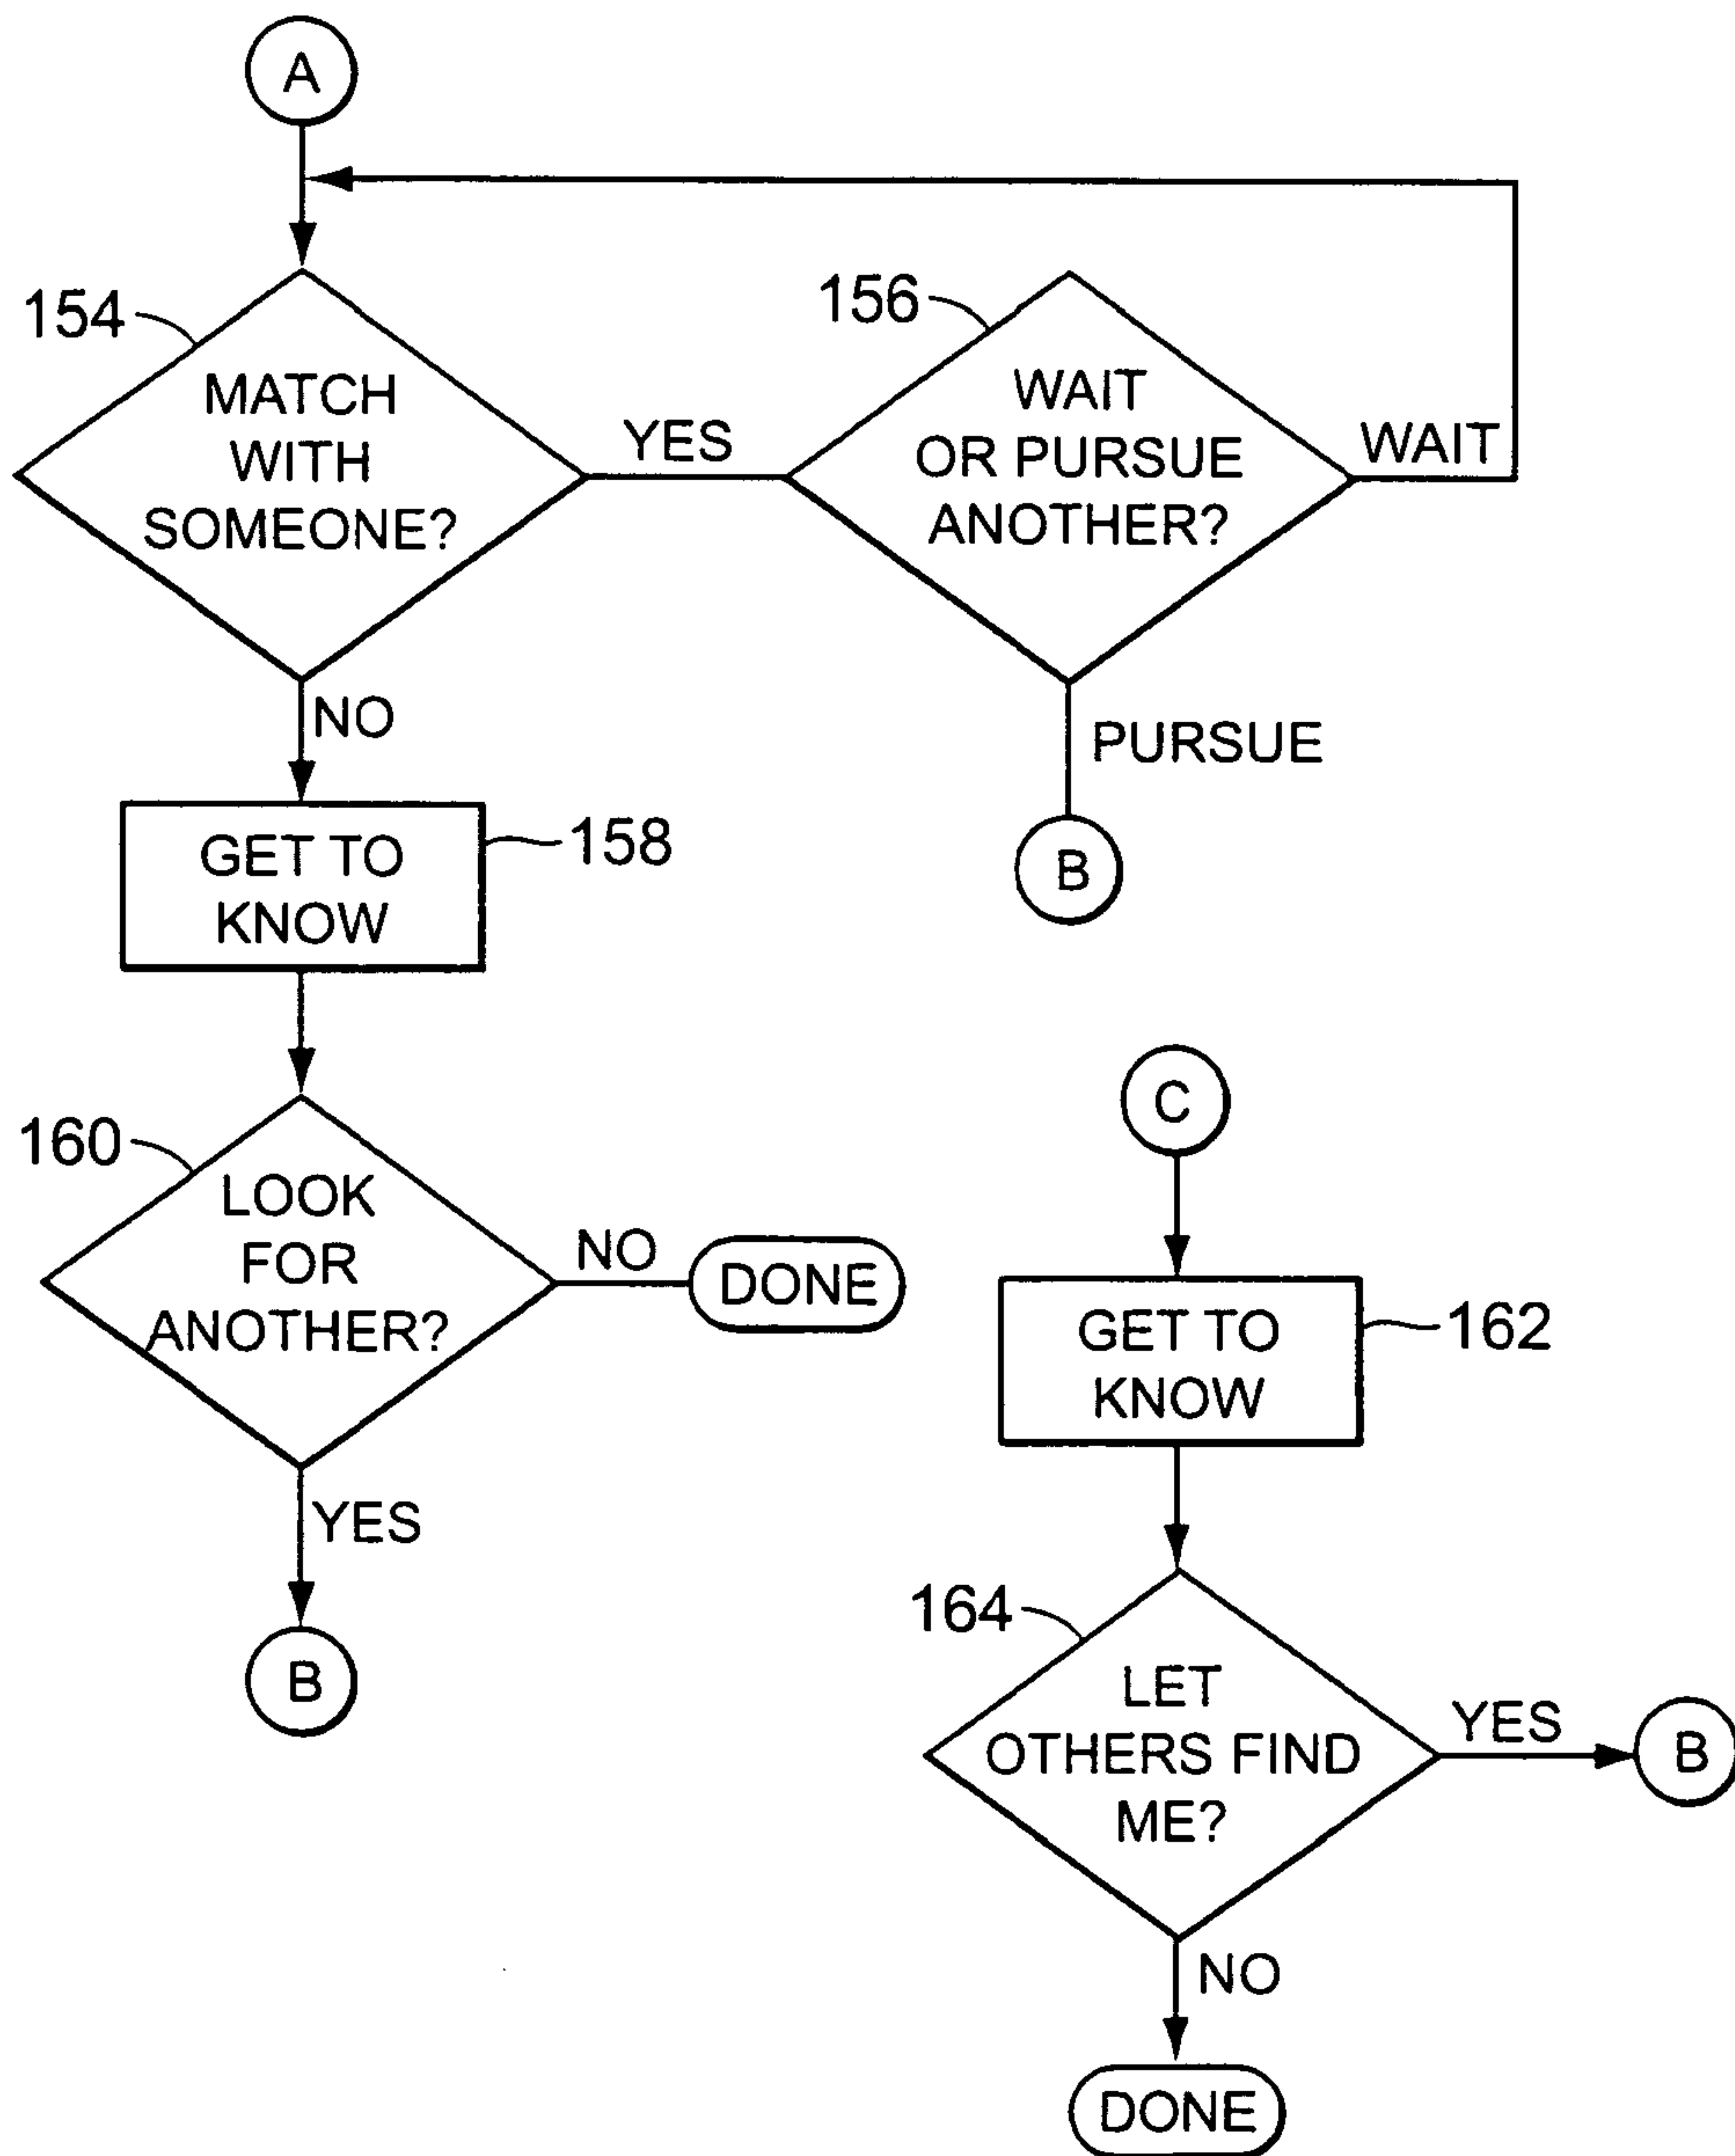 A
154
MATCH
WITH
SOMEONE?
YES
156
WAIT
OR PURSUE
ANOTHER?
WAIT
NO
PURSUE
B
GET TO
KNOW
158
160
LOOK
FOR
ANOTHER?
NO
DONE
YES
B
C
GET TO
KNOW
162
164
LET
OTHERS FIND
ME?
YES
B
NO
DONE